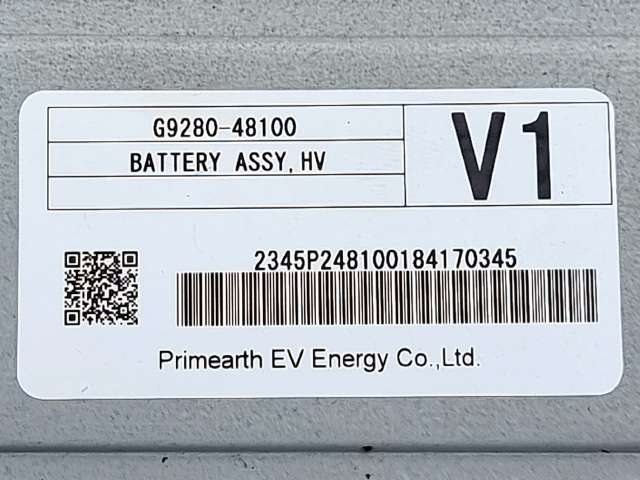 G9280-48100
BATTERY ASSY,HV
V1
2345P248100184170345
Primearth EV Energy Co.,Ltd.